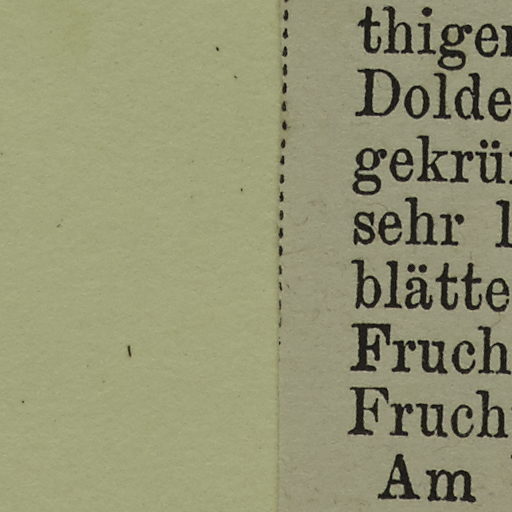 thiger
Dolde
gekrü
sehr l
blätte
Fruch
Fruch
Am